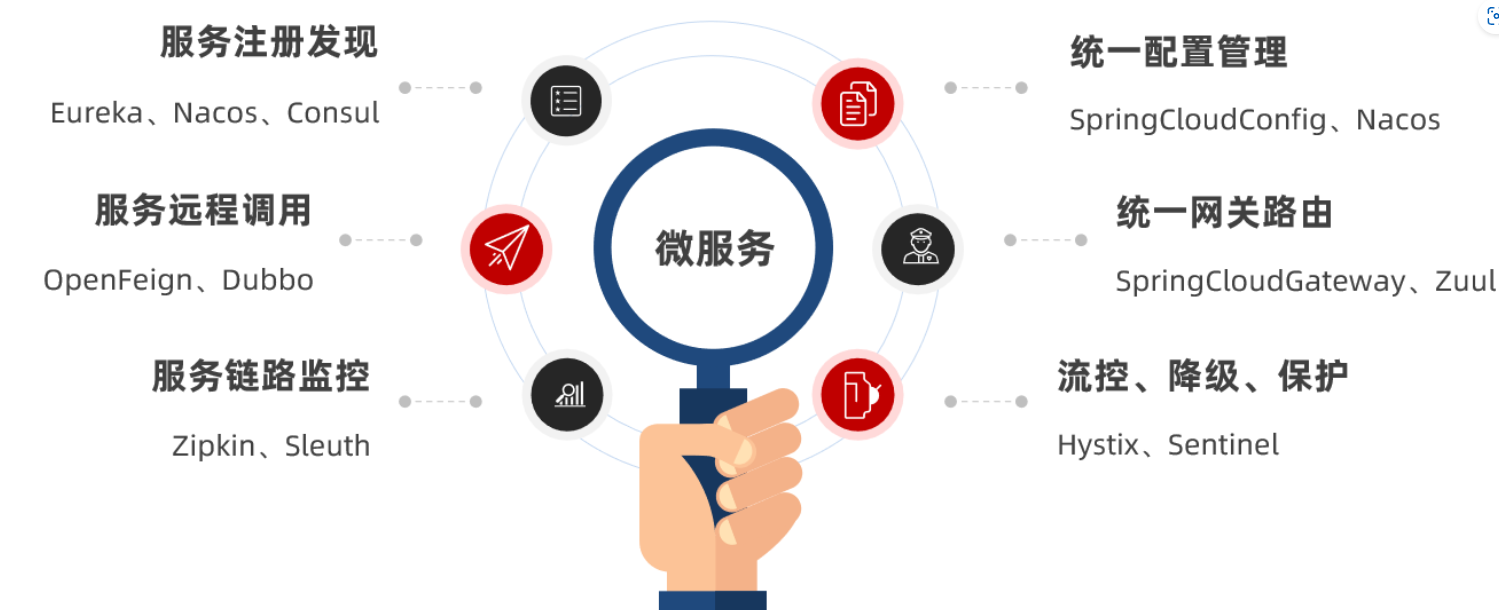 服务注册发现
Eureka、Nacos、Consul
服务远程调用
OpenFeign、Dubbo
服务链路监控
Zipkin、Sleuth
微服务
统一配置管理
SpringCloudConfig、Nacos
统一网关路由
SpringCloudGateway、Zuul
流控、降级、保护
Hystix、Sentinel